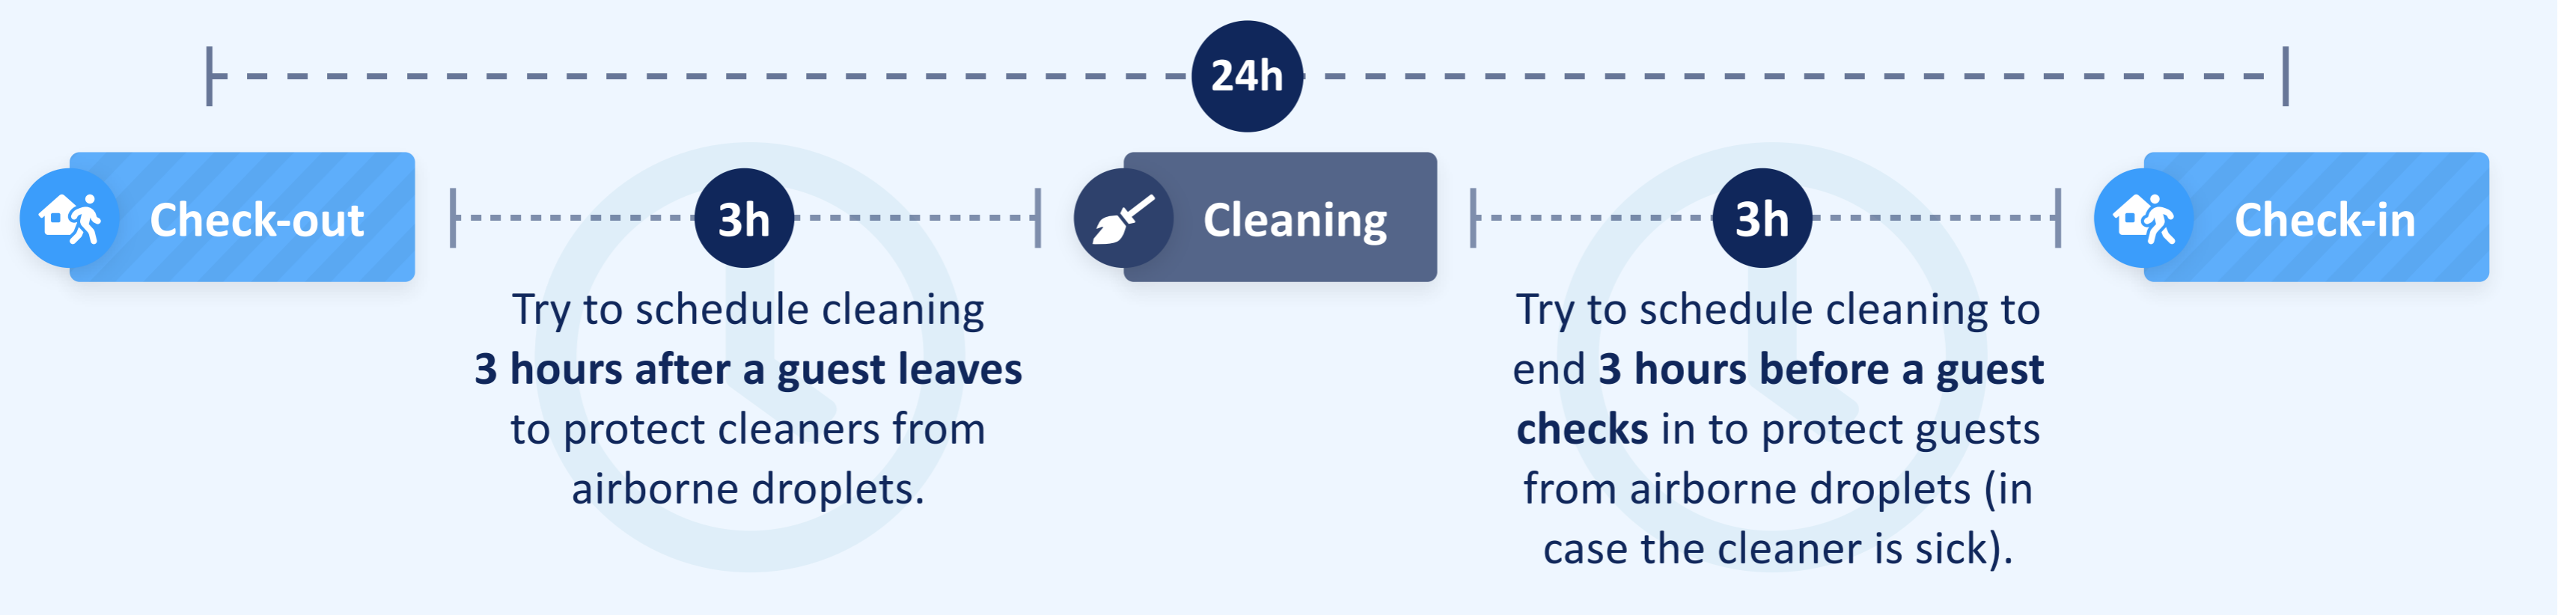 24h
Check-out
3h
Cleaning
3h
Check-in
Try to schedule cleaning
3 hours after a guest leaves
to protect cleaners from
airborne droplets.
Try to schedule cleaning to
end 3 hours before a guest
checks in to protect guests
from airborne droplets (in
case the cleaner is sick).